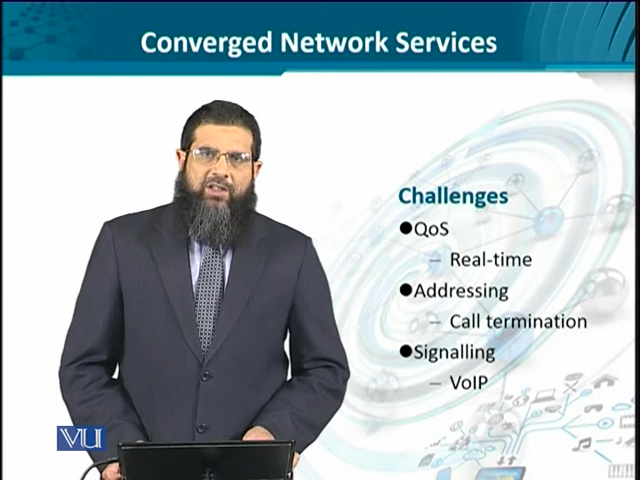 Converged Network Services
Challenges
●QoS
– Real-time
●Addressing
– Call termination
●Signalling
– VoIP
VU